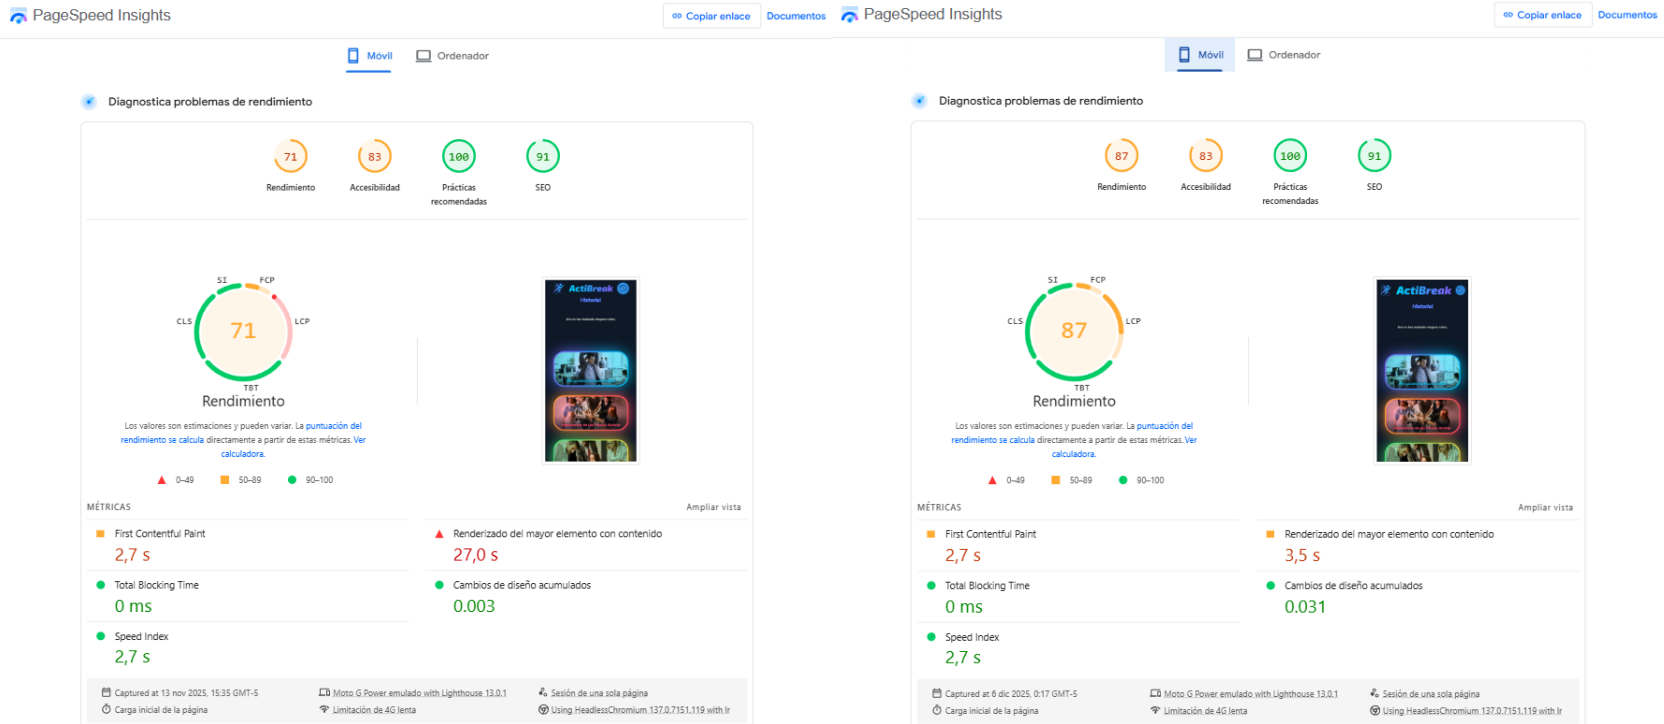 PageSpeed Insights
Copiar enlace
Documentos
Móvil
Ordenador
Diagnostica problemas de rendimiento
71
83
100
91
Rendimiento
Accesibilidad
Prácticas
recomendadas
SEO
SI
FCP
CLS
LCP
71
TBT
Rendimiento
Los valores son estimaciones y pueden variar. La puntuación del
rendimiento se calcula directamente a partir de estas métricas. Ver
calculadora.
0–49
50–89
90–100
ActiBreak
Historial
MÉTRICAS
Ampliar vista
First Contentful Paint
2,7 s
Renderizado del mayor elemento con contenido
27,0 s
Total Blocking Time
0 ms
Cambios de diseño acumulados
0.003
Speed Index
2,7 s
Captured at 13 nov 2025, 15:35 GMT-5
Moto G Power emulado with Lighthouse 13.0.1
Sesión de una sola página
Carga inicial de la página
Limitación de 4G lenta
Using HeadlessChromium 137.0.7151.119 with lr
PageSpeed Insights
Copiar enlace
Documentos
Móvil
Ordenador
Diagnostica problemas de rendimiento
87
83
100
91
Rendimiento
Accesibilidad
Prácticas
recomendadas
SEO
SI
FCP
CLS
LCP
87
TBT
Rendimiento
Los valores son estimaciones y pueden variar. La puntuación del
rendimiento se calcula directamente a partir de estas métricas. Ver
calculadora.
0–49
50–89
90–100
ActiBreak
Historial
MÉTRICAS
Ampliar vista
First Contentful Paint
2,7 s
Renderizado del mayor elemento con contenido
3,5 s
Total Blocking Time
0 ms
Cambios de diseño acumulados
0.031
Speed Index
2,7 s
Captured at 6 dic 2025, 0:17 GMT-5
Moto G Power emulado with Lighthouse 13.0.1
Sesión de una sola página
Carga inicial de la página
Limitación de 4G lenta
Using HeadlessChromium 137.0.7151.119 with lr